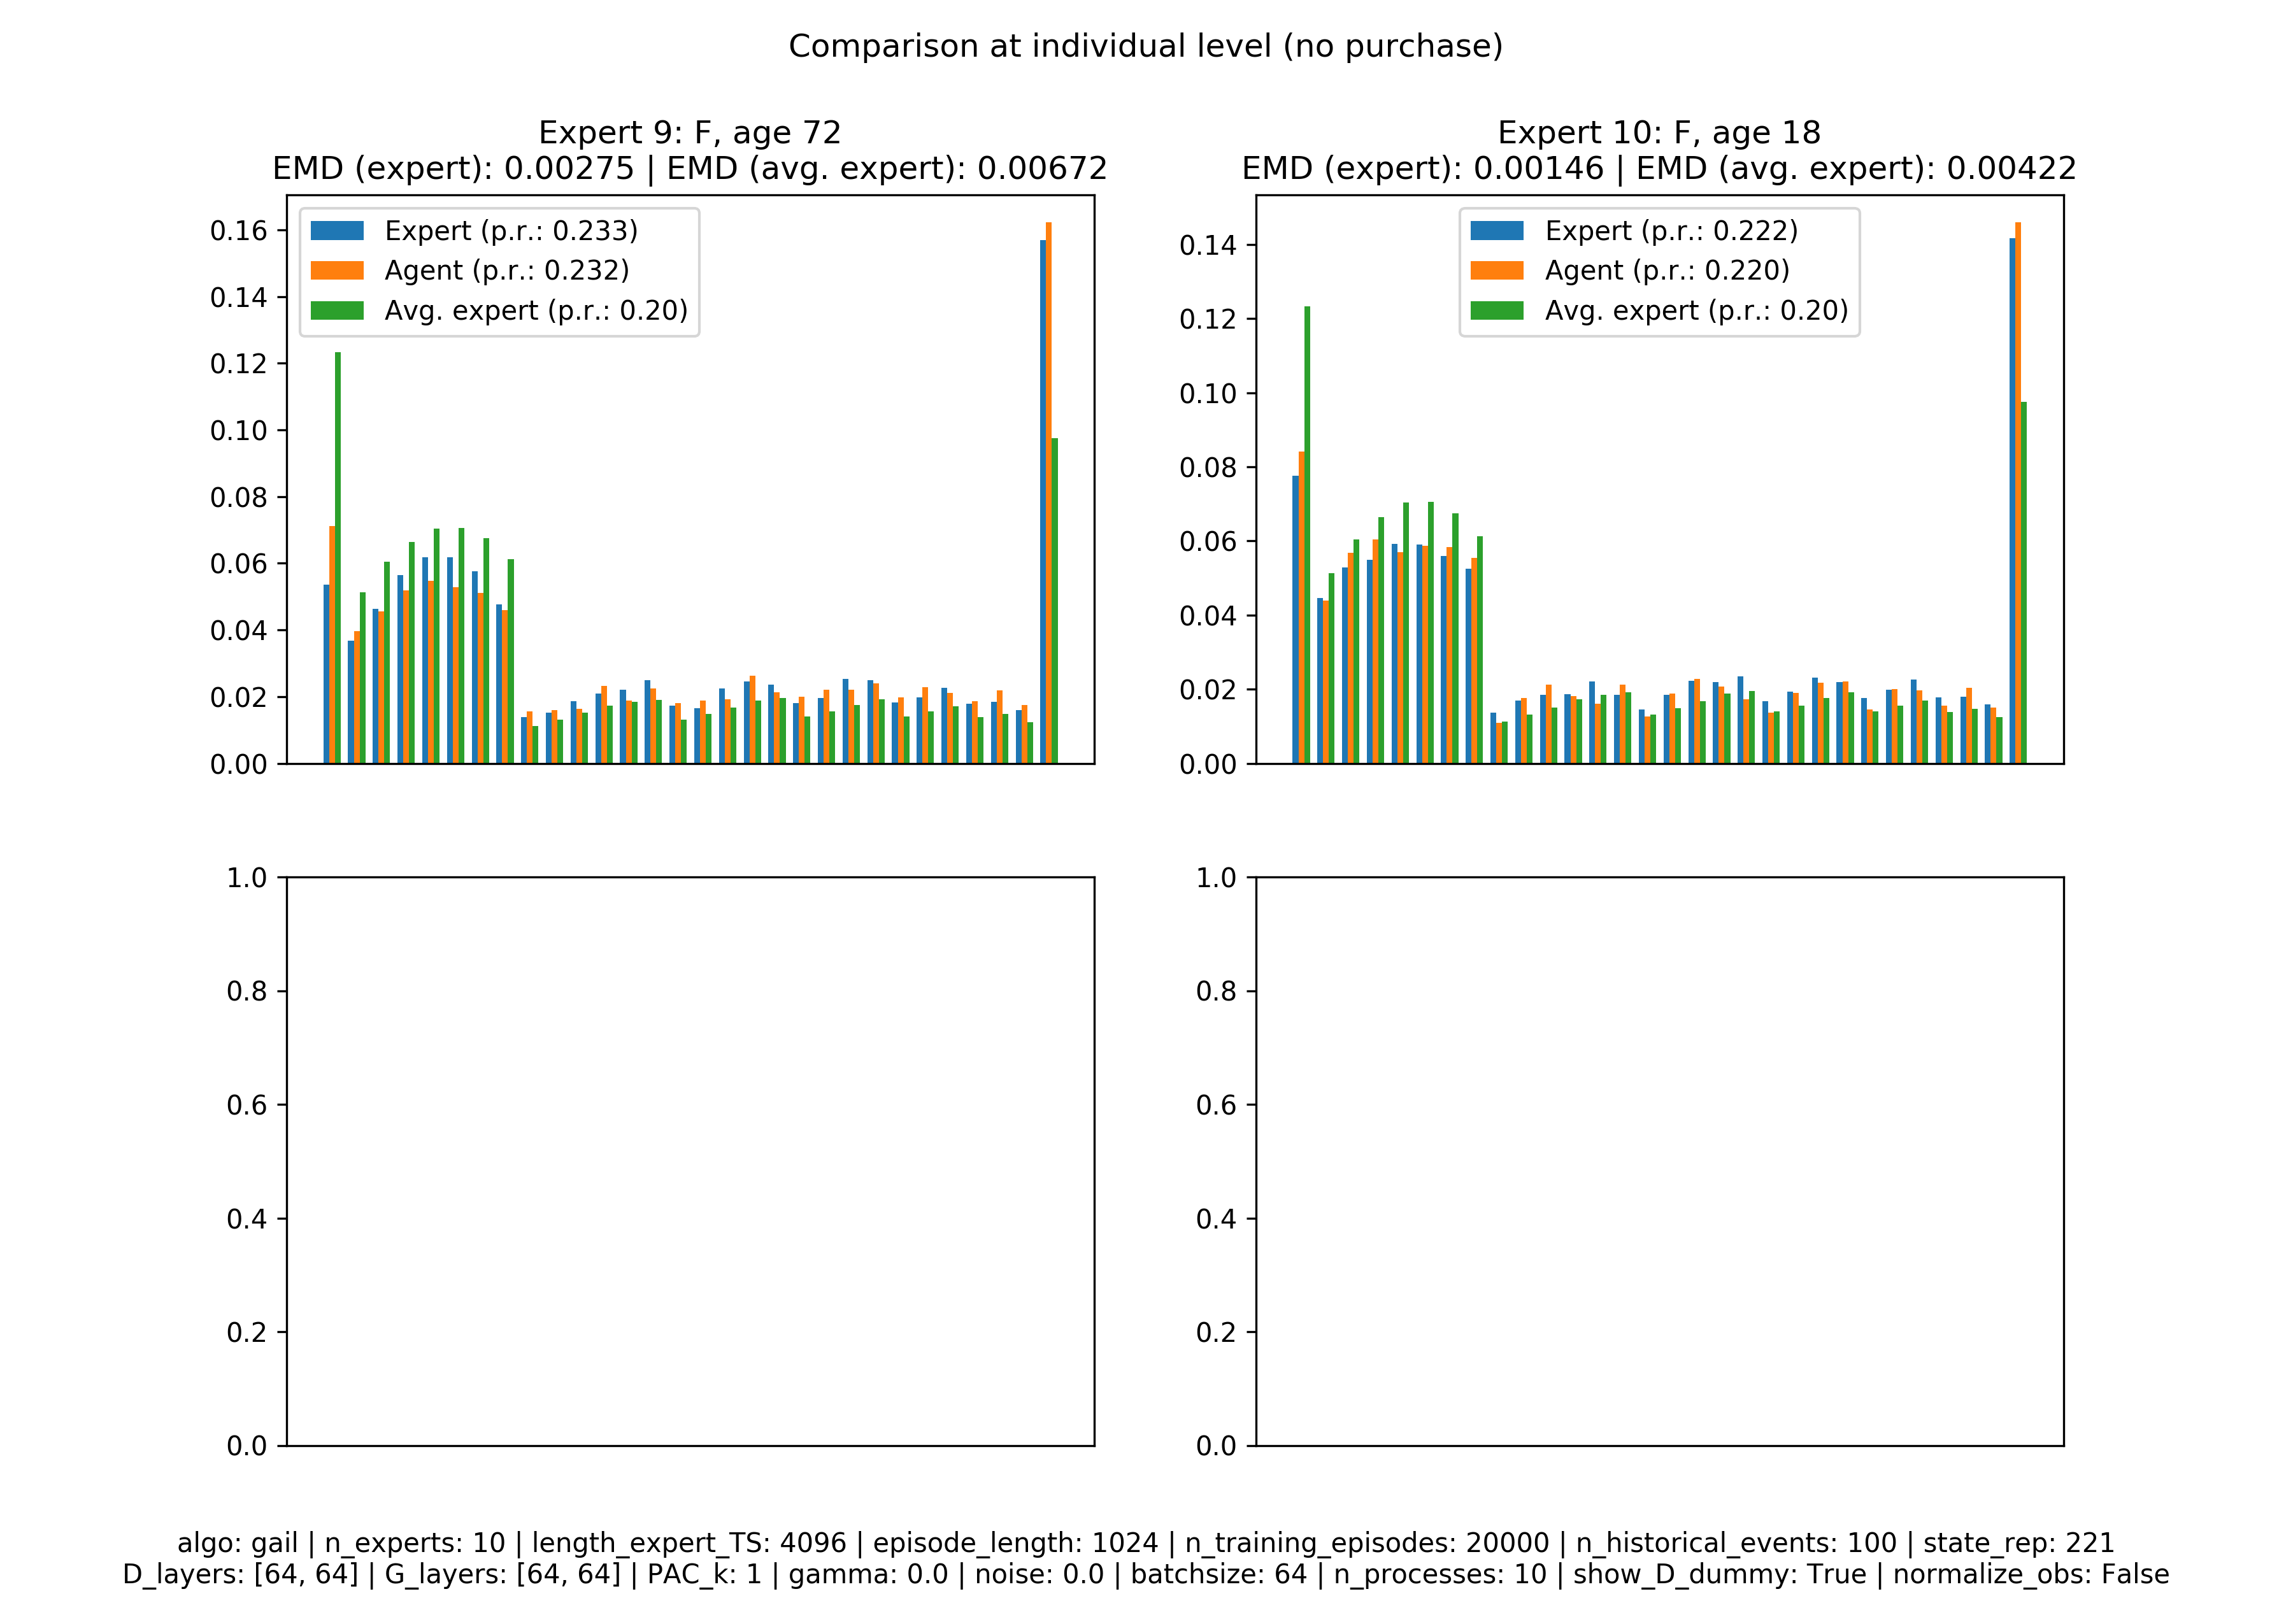 Comparison at individual level (no purchase)
Expert 9: F, age 72
EMD (expert): 0.00275 | EMD (avg. expert): 0.00672
Expert (p.r.: 0.233)
Agent (p.r.: 0.232)
Avg. expert (p.r.: 0.20)
0.16
0.14
0.12
0.10
0.08
0.06
0.04
0.02
0.00
Expert 10: F, age 18
EMD (expert): 0.00146 | EMD (avg. expert): 0.00422
Expert (p.r.: 0.222)
Agent (p.r.: 0.220)
Avg. expert (p.r.: 0.20)
0.14
0.12
0.10
0.08
0.06
0.04
0.02
0.00
1.0
0.8
0.6
0.4
0.2
0.0
1.0
0.8
0.6
0.4
0.2
0.0
algo: gail | n_experts: 10 | length_expert_TS: 4096 | episode_length: 1024 | n_training_episodes: 20000 | n_historical_events: 100 | state_rep: 221
D_layers: [64, 64] | G_layers: [64, 64] | PAC_k: 1 | gamma: 0.0 | noise: 0.0 | batchsize: 64 | n_processes: 10 | show_D_dummy: True | normalize_obs: False